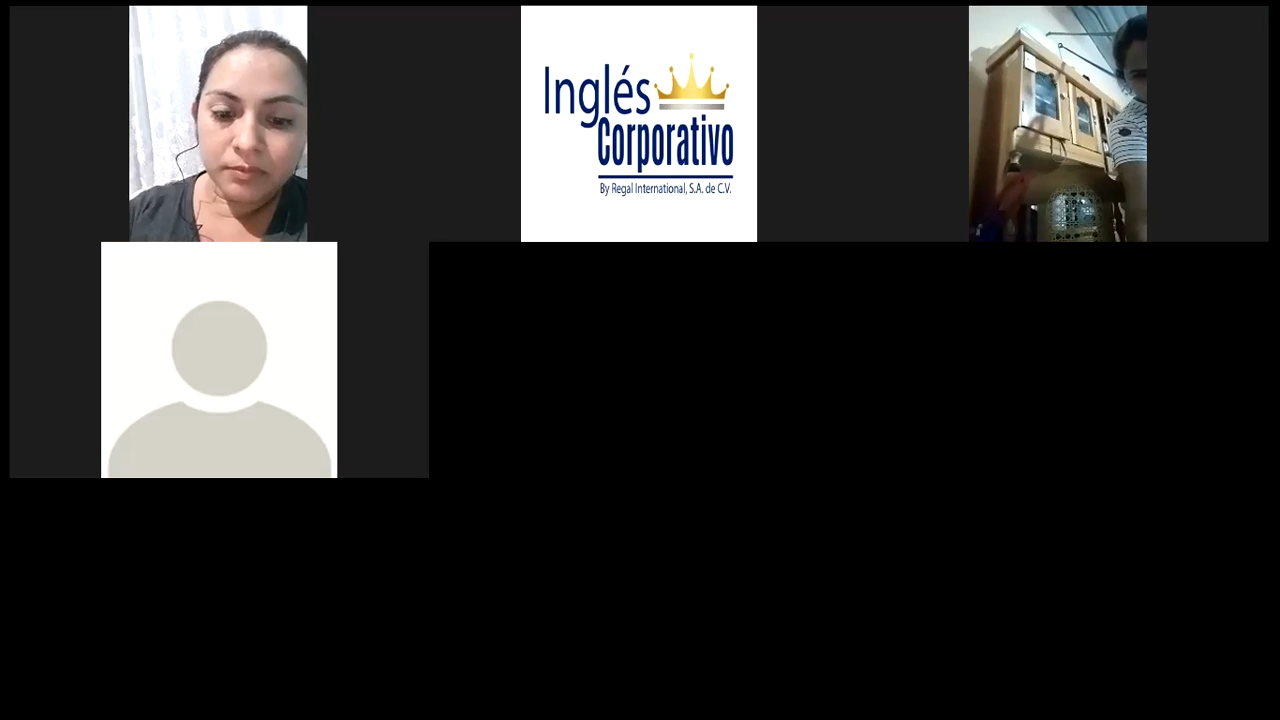 Inglés
Corporativo
By Regal International, S.A. de C.V.